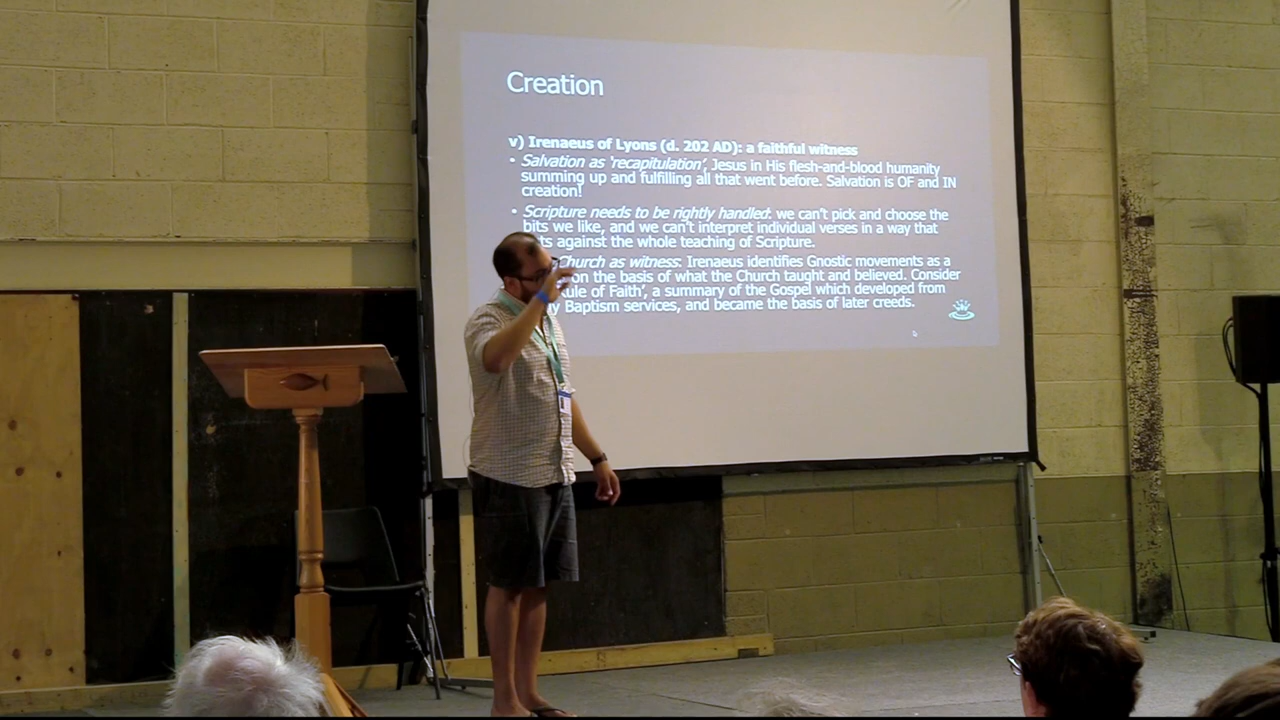 Creation
v) Irenaeus of Lyons (d. 202 AD): a faithful witness
• Salvation as 'recapitulation', Jesus in His flesh-and-blood humanity
summing up and fulfilling all that went before. Salvation is OF and IN
creation!
• Scripture needs to be rightly handled: we can't pick and choose the
bits we like, and we can't interpret individual verses in a way that
against the whole teaching of Scripture.
Church as witness: Irenaeus identifies Gnostic movements as a
on the basis of what the Church taught and believed. Consider
of Faith', a summary of the Gospel which developed from
Baptism services, and became the basis of later creeds.